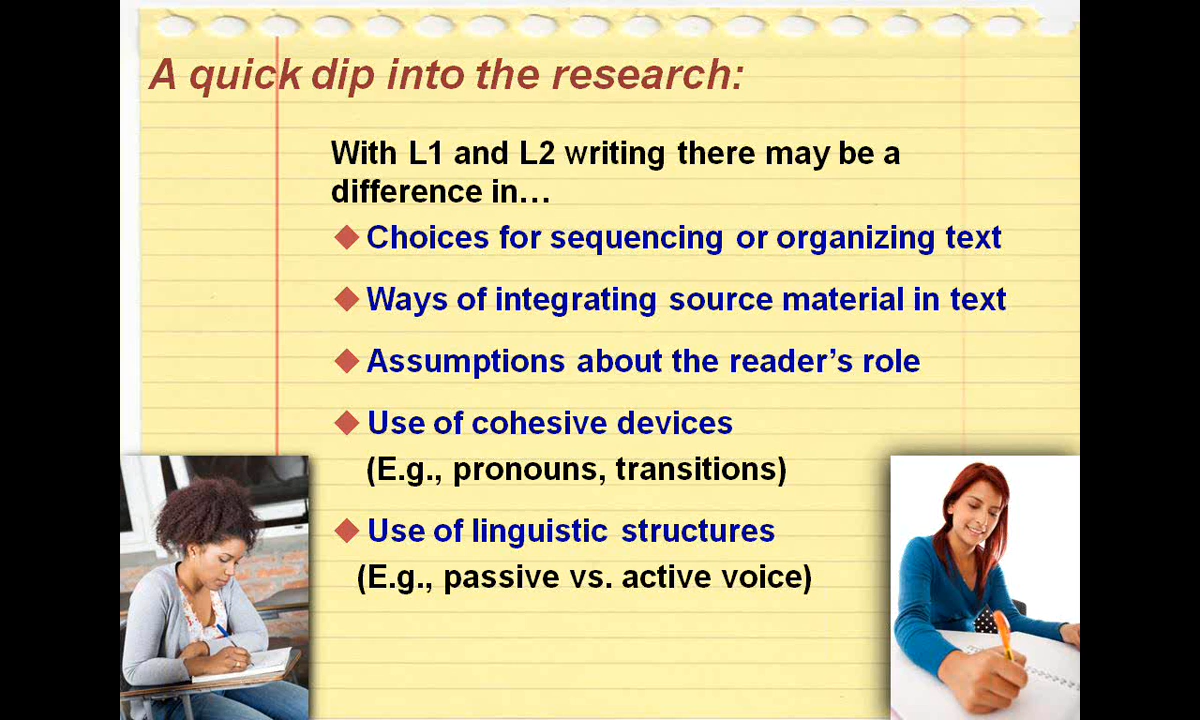 A quick dip into the research:
With L1 and L2 writing there may be a
difference in…
Choices for sequencing or organizing text
Ways of integrating source material in text
Assumptions about the reader’s role
Use of cohesive devices
(E.g., pronouns, transitions)
Use of linguistic structures
(E.g., passive vs. active voice)